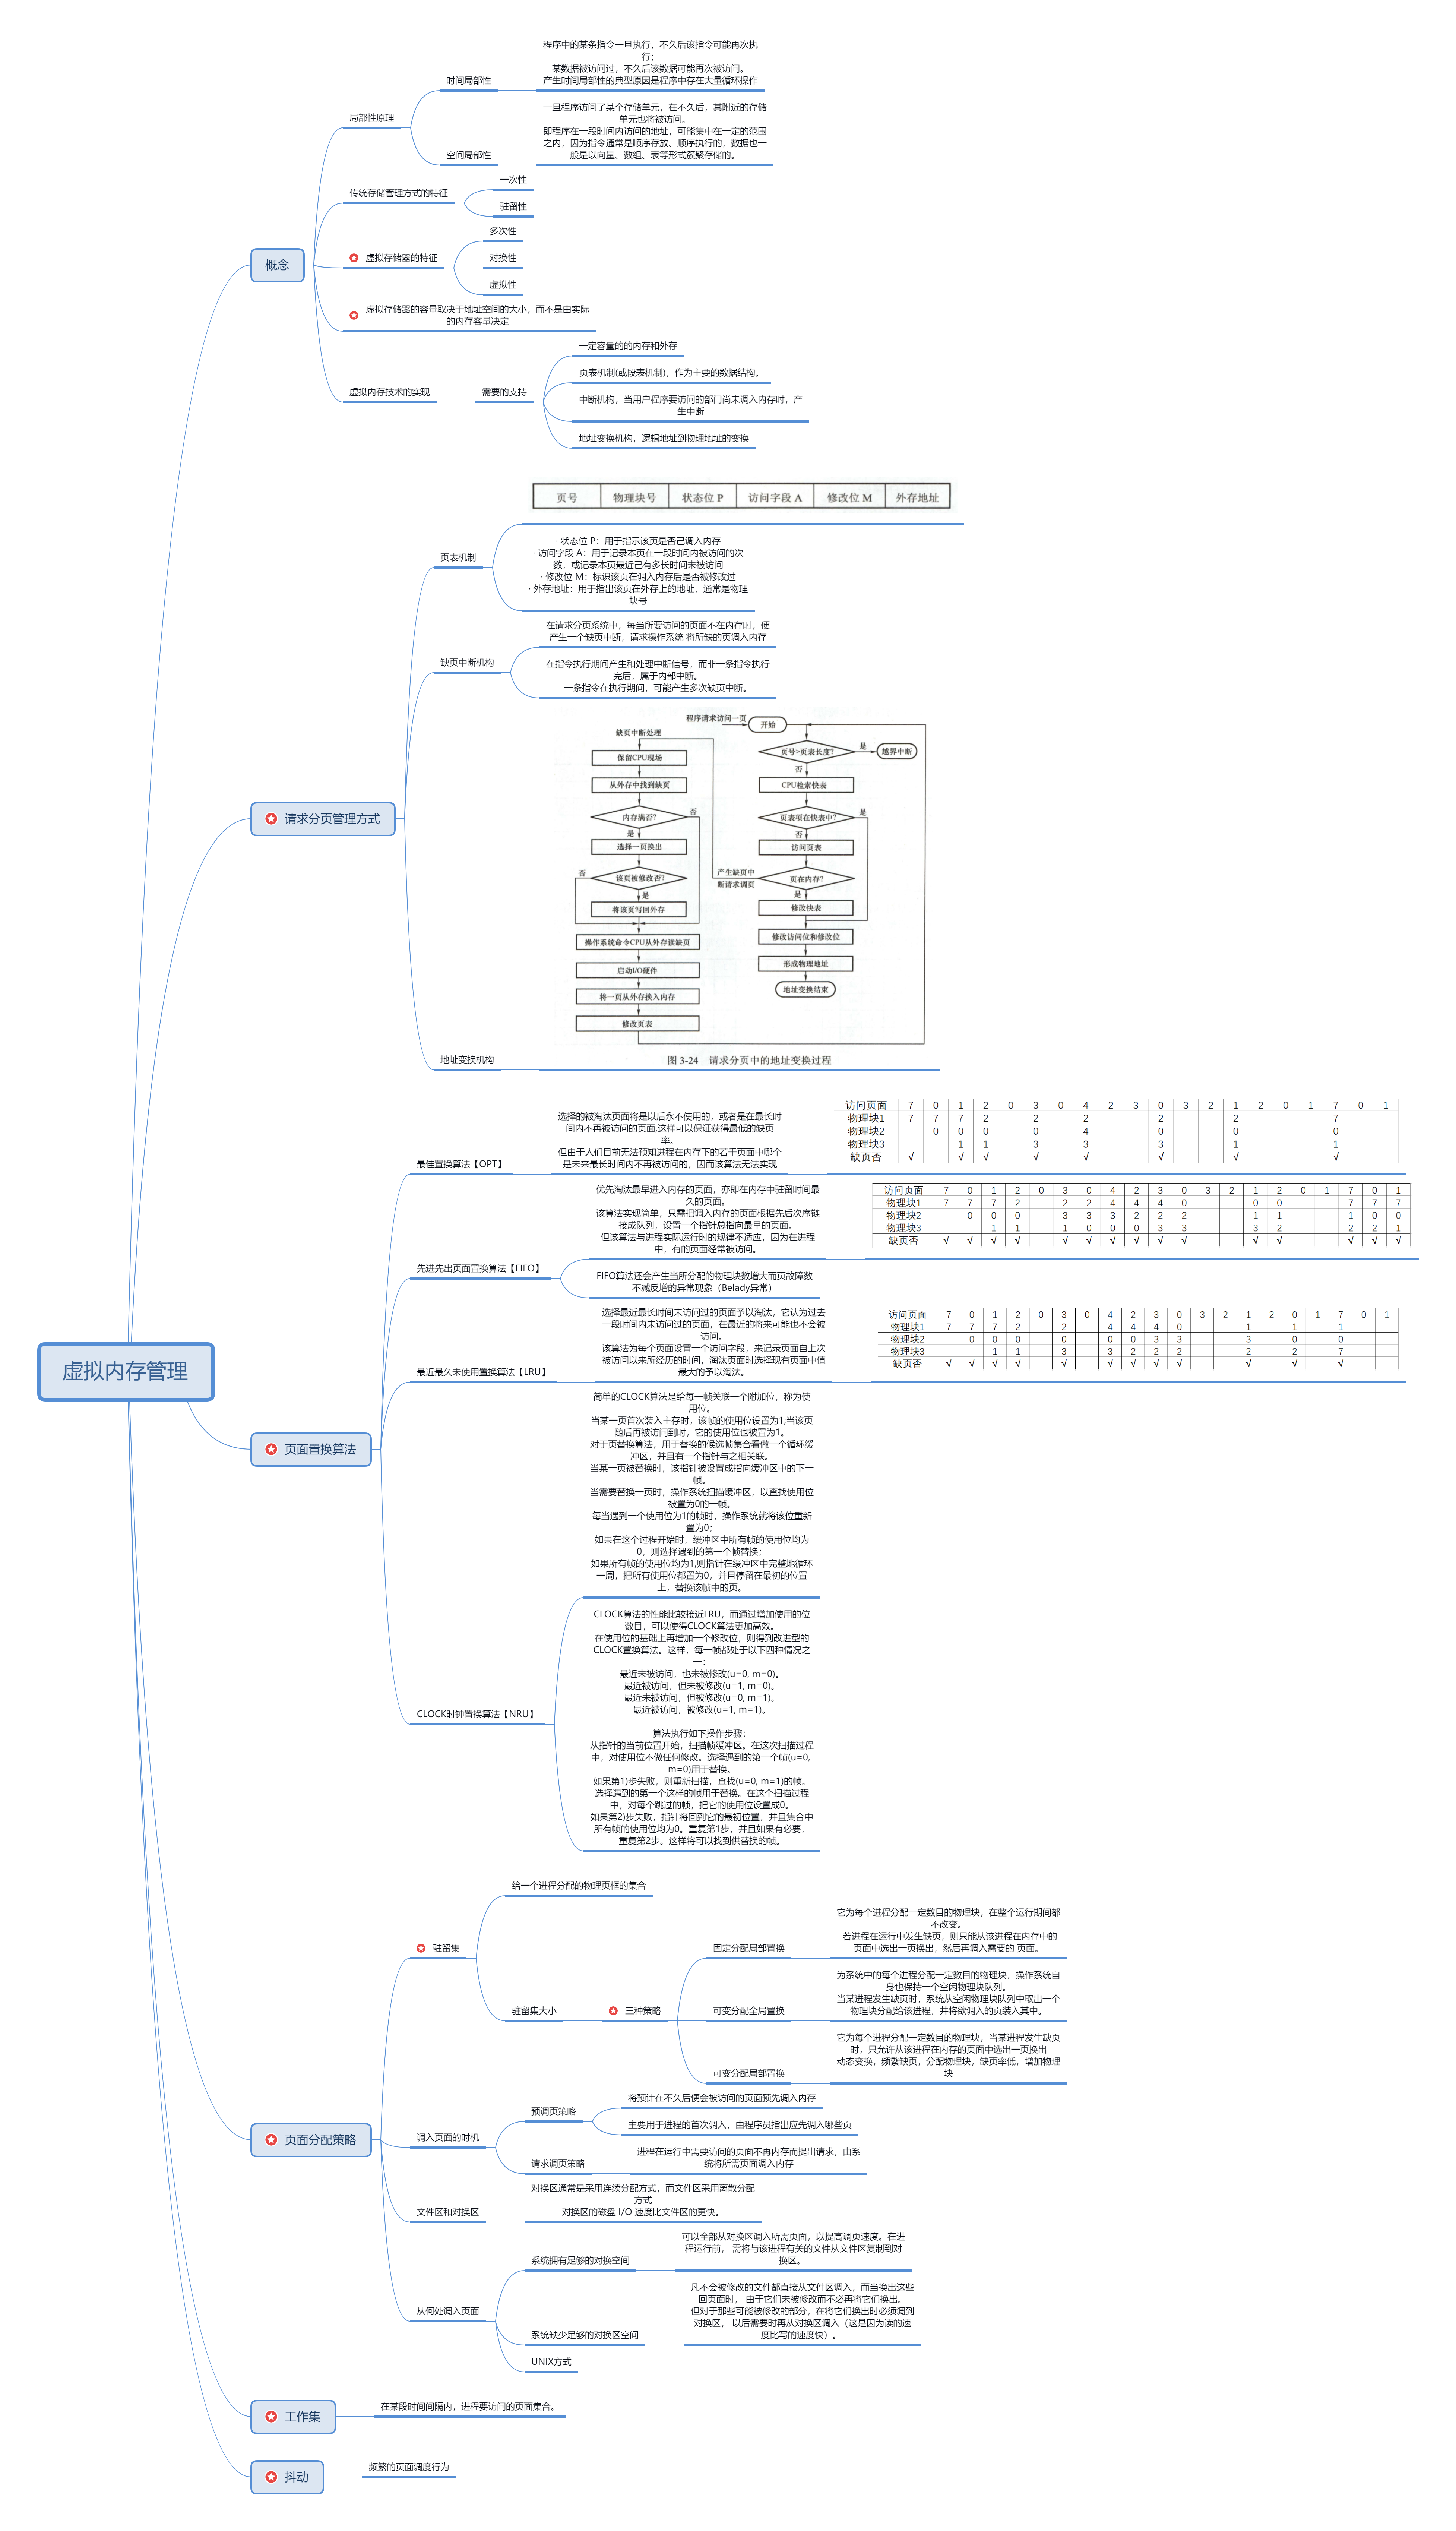 虚拟内存管理
概念
局部性原理
时间局部性
程序中的某条指令一旦执行，不久后该指令可能再次执
行；
某数据被访问过，不久后该数据可能再次被访问。
产生时间局部性的典型原因是程序中存在大量循环操作
空间局部性
一旦程序访问了某个存储单元，在不久后，其附近的存储
单元也将被访问。
即程序在一段时间内访问的地址，可能集中在一定的范围
之内，因为指令通常是顺序存放、顺序执行的，数据也一
般是以向量、数组、表等形式簇聚存储的。
传统存储管理方式的特征
一次性
驻留性
虚拟存储器的特征
多次性
对换性
虚拟性
虚拟存储器的容量取决于地址空间的大小，而不是由实际
的内存容量决定
虚拟内存技术的实现
需要的支持
一定容量的的内存和外存
页表机制(或段表机制)，作为主要的数据结构。
中断机构，当用户程序要访问的部门尚未调入内存时，产
生中断
地址变换机构，逻辑地址到物理地址的变换
请求分页管理方式
页表机制
页号 物理块号 状态位 P 访问字段 A 修改位 M 外存地址
· 状态位 P：用于指示该页是否己调入内存
· 访问字段 A：用于记录本页在一段时间内被访问的次
数，或记录本页最近己有多长时间未被访问
· 修改位 M：标识该页在调入内存后是否被修改过
· 外存地址：用于指出该页在外存上的地址，通常是物理
块号
缺页中断机构
在请求分页系统中，每当所要访问的页面不在内存时，便
产生一个缺页中断，请求操作系统 将所缺的页调入内存
在指令执行期间产生和处理中断信号，而非一条指令执行
完后，属于内部中断。
一条指令在执行期间，可能产生多次缺页中断。
地址变换机构
程序请求访问一页
开始
缺页中断处理
保留CPU现场
从外存中找到缺页
内存满否？
否
是
选择一页换出
该页被修改否？
否
是
将该页写回外存
操作系统命令CPU从外存读缺页
启动I/O硬件
将一页从外存换入内存
修改页表
页号>页表长度？
是
越界中断
否
CPU检索快表
页表项在快表中？
是
否
访问页表
产生缺页中
断请求调页
页在内存？
是
修改快表
修改访问位和修改位
形成物理地址
地址变换结束
图 3-24 请求分页中的地址变换过程
页面置换算法
最佳置换算法【OPT】
选择的被淘汰页面将是以后永不使用的，或者是在最长时
间内不再被访问的页面,这样可以保证获得最低的缺页
率。
但由于人们目前无法预知进程在内存下的若干页面中哪个
是未来最长时间内不再被访问的，因而该算法无法实现
访问页面 7 0 1 2 0 3 0 4 2 3 0 3 2 1 2 0 1 7 0 1
物理块1 7 7 7 2 2 2 2 2 7
物理块2 0 0 0 0 4 0 0 0
物理块3 1 1 3 3 3 1 1
缺页否 √ √ √ √ √ √ √ √
先进先出页面置换算法【FIFO】
优先淘汰最早进入内存的页面，亦即在内存中驻留时间最
久的页面。
该算法实现简单，只需把调入内存的页面根据先后次序链
接成队列，设置一个指针总指向最早的页面。
但该算法与进程实际运行时的规律不适应，因为在进程
中，有的页面经常被访问。
访问页面 7 0 1 2 0 3 0 4 2 3 0 3 2 1 2 0 1 7 0 1
物理块1 7 7 7 2 2 2 4 4 4 0 0 0 7 7 7
物理块2 0 0 0 3 3 3 2 2 2 1 1 1 0 0
物理块3 1 1 1 0 0 0 3 3 3 2 2 2 1
缺页否 √ √ √ √ √ √ √ √ √ √ √ √ √ √ √
FIFO算法还会产生当所分配的物理块数增大而页故障数
不减反增的异常现象（Belady异常）
最近最久未使用置换算法【LRU】
选择最近最长时间未访问过的页面予以淘汰，它认为过去
一段时间内未访问过的页面，在最近的将来可能也不会被
访问。
该算法为每个页面设置一个访问字段，来记录页面自上次
被访问以来所经历的时间，淘汰页面时选择现有页面中值
最大的予以淘汰。
访问页面 7 0 1 2 0 3 0 4 2 3 0 3 2 1 2 0 1 7 0 1
物理块1 7 7 7 2 2 4 4 4 0 1 1 1
物理块2 0 0 0 0 0 0 3 3 3 0 0
物理块3 1 1 3 3 2 2 2 2 2 7
缺页否 √ √ √ √ √ √ √ √ √ √ √ √
CLOCK时钟置换算法【NRU】
简单的CLOCK算法是给每一帧关联一个附加位，称为使
用位。
当某一页首次装入主存时，该帧的使用位设置为1;当该页
随后再被访问到时，它的使用位也被置为1。
对于页替换算法，用于替换的候选帧集合看做一个循环缓
冲区，并且有一个指针与之相关联。
当某一页被替换时，该指针被设置成指向缓冲区中的下一
帧。
当需要替换一页时，操作系统扫描缓冲区，以查找使用位
被置为0的一帧。
每当遇到一个使用位为1的帧时，操作系统就将该位重新
置为0；
如果在这个过程开始时，缓冲区中所有帧的使用位均为
0，则选择遇到的第一个帧替换；
如果所有帧的使用位均为1,则指针在缓冲区中完整地循环
一周，把所有使用位都置为0，并且停留在最初的位置
上，替换该帧中的页。
CLOCK算法的性能比较接近LRU，而通过增加使用的位
数目，可以使得CLOCK算法更加高效。
在使用位的基础上再增加一个修改位，则得到改进型的
CLOCK置换算法。这样，每一帧都处于以下四种情况之
一：
最近未被访问，也未被修改(u=0, m=0)。
最近被访问，但未被修改(u=1, m=0)。
最近未被访问，但被修改(u=0, m=1)。
最近被访问，被修改(u=1, m=1)。
算法执行如下操作步骤：
从指针的当前位置开始，扫描帧缓冲区。在这次扫描过程
中，对使用位不做任何修改。选择遇到的第一个帧(u=0,
m=0)用于替换。
如果第1)步失败，则重新扫描，查找(u=0, m=1)的帧。
选择遇到的第一个这样的帧用于替换。在这个扫描过程
中，对每个跳过的帧，把它的使用位设置成0。
如果第2)步失败，指针将回到它的最初位置，并且集合中
所有帧的使用位均为0。重复第1步，并且如果有必要，
重复第2步。这样将可以找到供替换的帧。
页面分配策略
驻留集
给一个进程分配的物理页框的集合
驻留集大小
三种策略
固定分配局部置换
它为每个进程分配一定数目的物理块，在整个运行期间都
不改变。
若进程在运行中发生缺页，则只能从该进程在内存中的
页面中选出一页换出，然后再调入需要的 页面。
可变分配全局置换
为系统中的每个进程分配一定数目的物理块，操作系统自
身也保持一个空闲物理块队列。
当某进程发生缺页时，系统从空闲物理块队列中取出一个
物理块分配给该进程，井将欲调入的页装入其中。
可变分配局部置换
它为每个进程分配一定数目的物理块，当某进程发生缺页
时，只允许从该进程在内存的页面中选出一页换出
动态变换，频繁缺页，分配物理块，缺页率低，增加物理
块
调入页面的时机
预调页策略
将预计在不久后便会被访问的页面预先调入内存
主要用于进程的首次调入，由程序员指出应先调入哪些页
请求调页策略
进程在运行中需要访问的页面不再内存而提出请求，由系
统将所需页面调入内存
文件区和对换区
对换区通常是采用连续分配方式，而文件区采用离散分配
方式
对换区的磁盘 I/O 速度比文件区的更快。
从何处调入页面
系统拥有足够的对换空间
可以全部从对换区调入所需页面，以提高调页速度。在进
程运行前， 需将与该进程有关的文件从文件区复制到对
换区。
系统缺少足够的对换区空间
凡不会被修改的文件都直接从文件区调入，而当换出这些
回页面时， 由于它们未被修改而不必再将它们换出。
但对于那些可能被修改的部分，在将它们换出时必须调到
对换区， 以后需要时再从对换区调入（这是因为读的速
度比写的速度快）。
UNIX方式
工作集
在某段时间间隔内，进程要访问的页面集合。
抖动
频繁的页面调度行为